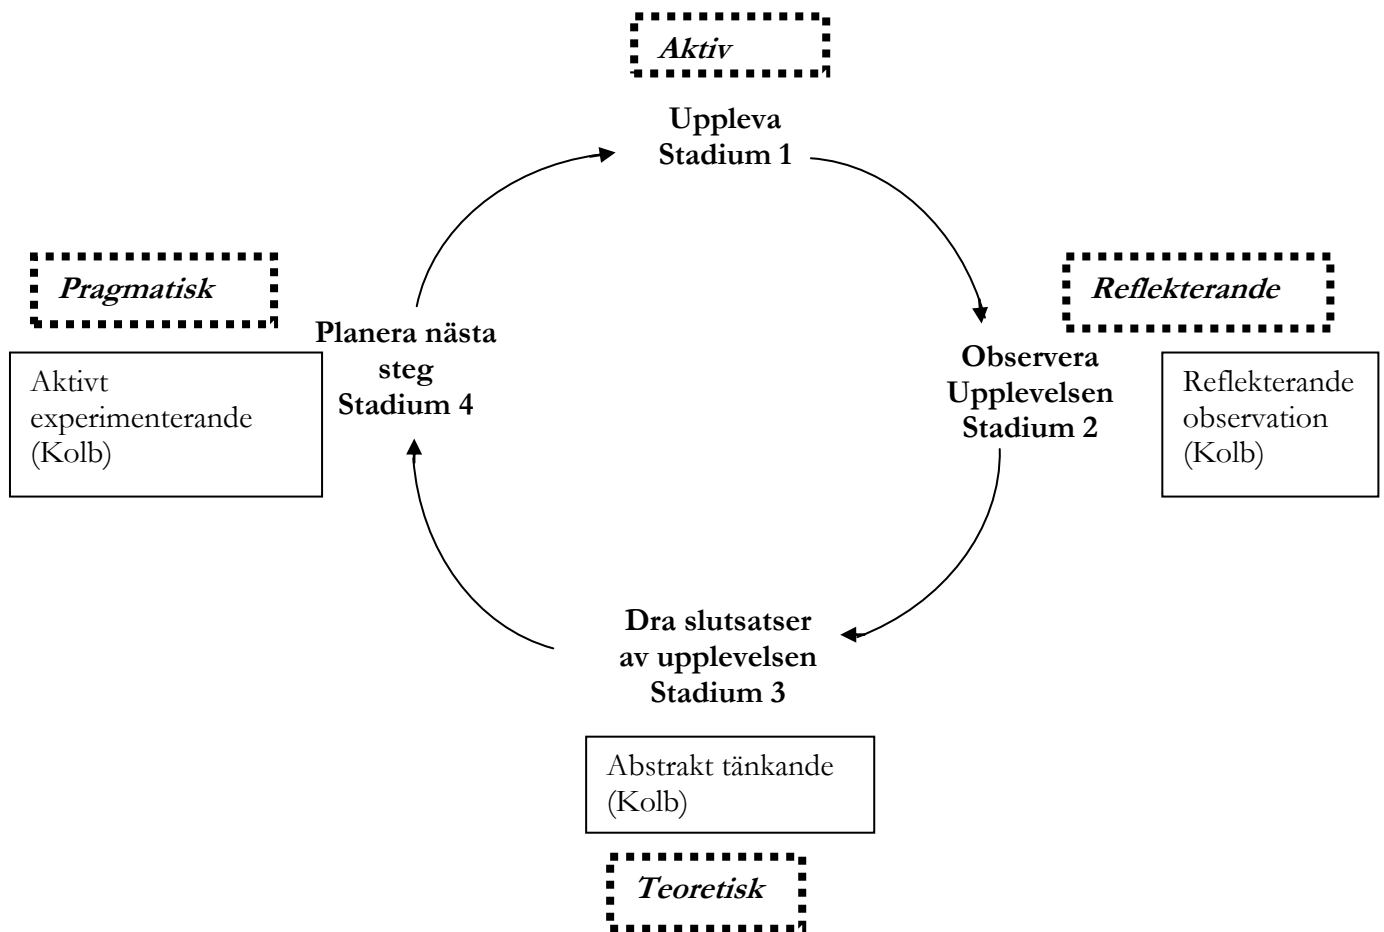 Aktiv
Uppleva
Stadium 1
Pragmatisk
Reflekterande
Planera nästa
steg
Stadium 4
Aktivt
experimenterande
(Kolb)
Observera
Upplevelsen
Stadium 2
Reflekterande
observation
(Kolb)
Dra slutsatser
av upplevelsen
Stadium 3
Abstrakt tänkande
(Kolb)
Teoretisk